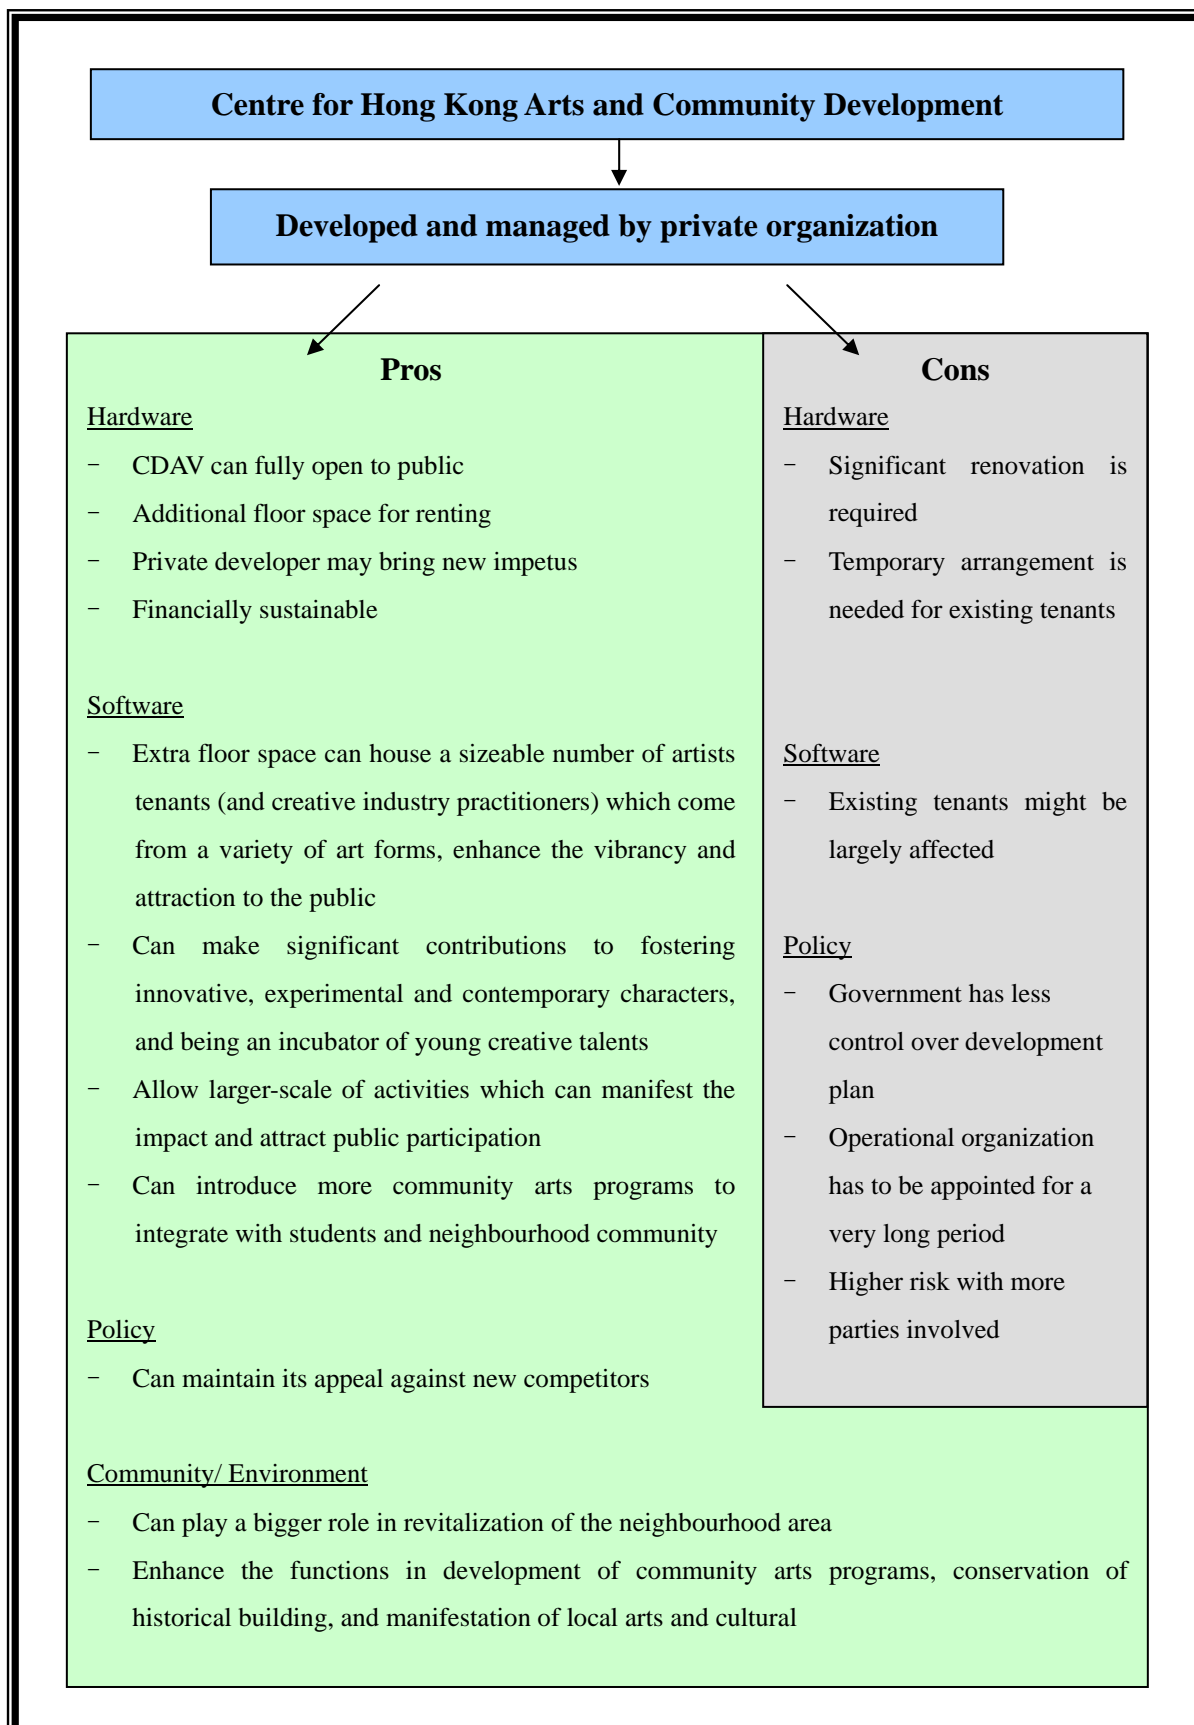 Centre for Hong Kong Arts and Community Development
Developed and managed by private organization
Pros
Hardware
- CDAV can fully open to public
- Additional floor space for renting
- Private developer may bring new impetus
- Financially sustainable
Software
- Extra floor space can house a sizeable number of artists
tenants (and creative industry practitioners) which come
from a variety of art forms, enhance the vibrancy and
attraction to the public
- Can make significant contributions to fostering
innovative, experimental and contemporary characters,
and being an incubator of young creative talents
- Allow larger-scale of activities which can manifest the
impact and attract public participation
- Can introduce more community arts programs to
integrate with students and neighbourhood community
Policy
- Can maintain its appeal against new competitors
Community/ Environment
- Can play a bigger role in revitalization of the neighbourhood area
- Enhance the functions in development of community arts programs, conservation of
historical building, and manifestation of local arts and cultural
Cons
Hardware
- Significant renovation is
required
- Temporary arrangement is
needed for existing tenants
Software
- Existing tenants might be
largely affected
Policy
- Government has less
control over development
plan
- Operational organization
has to be appointed for a
very long period
- Higher risk with more
parties involved